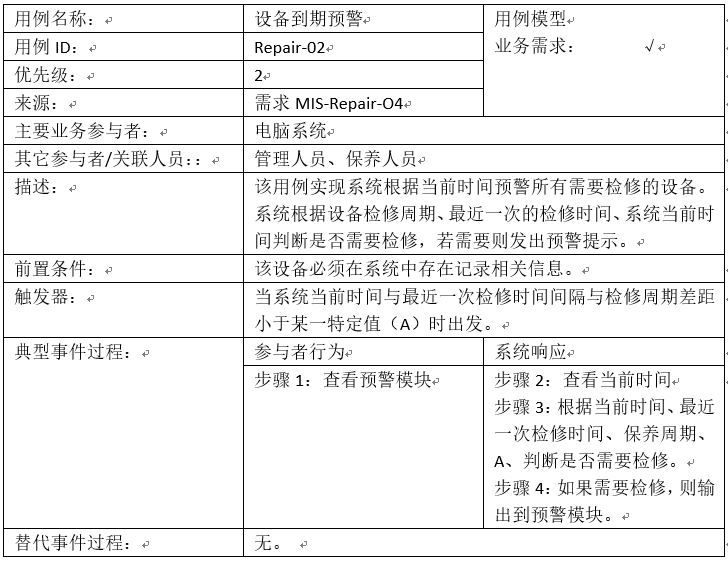 用例名称： 设备到期预警 用例模型
用例 ID： Repair-02 业务需求： √
优先级： 2
来源： 需求 MIS-Repair-O4
主要业务参与者： 电脑系统
其它参与者/关联人员：： 管理人员、保养人员
描述： 该用例实现系统根据当前时间预警所有需要检修的设备。
系统根据设备检修周期、最近一次的检修时间、系统当前时
间判断是否需要检修，若需要则发出预警提示。
前置条件： 该设备必须在系统中存在记录相关信息。
触发器： 当系统当前时间与最近一次检修时间间隔与检修周期差距
小于某一特定值（A）时出发。
典型事件过程： 参与者行为 系统响应
步骤 1：查看预警模块 步骤 2：查看当前时间
步骤 3：根据当前时间、最近
一次检修时间、保养周期、
A、判断是否需要检修。
步骤 4：如果需要检修，则输
出到预警模块。
替代事件过程： 无。